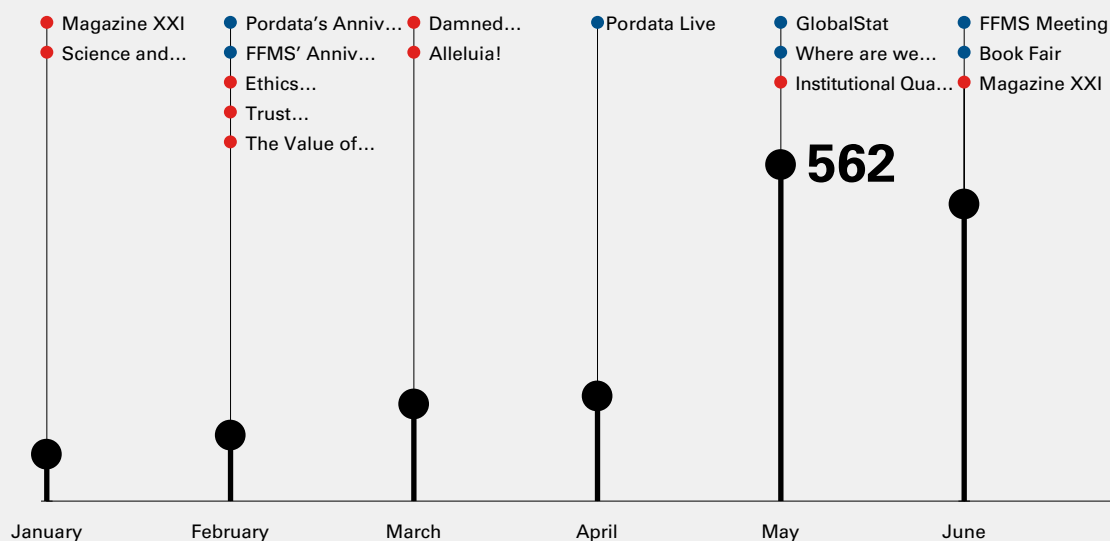 Magazine XXI
Science and…
Pordata’s Anniv…
FFMS’ Anniv…
Ethics…
Trust…
The Value of…
Damned…
Alleluia!
Pordata Live
GlobalStat
Where are we…
Institutional Qua…
FFMS Meeting
Book Fair
Magazine XXI
562
January
February
March
April
May
June